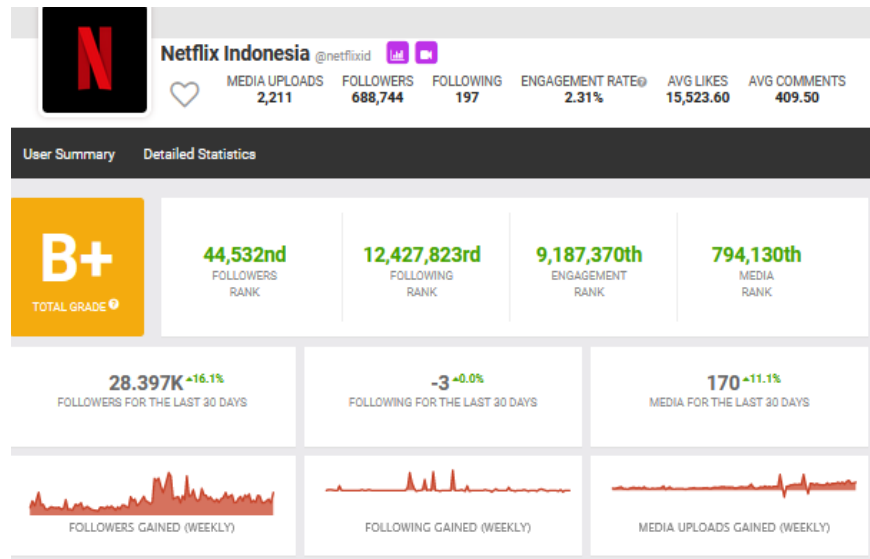 N
Netflix Indonesia @netflixid
MEDIA UPLOADS FOLLOWERS FOLLOWING ENGAGEMENT RATE AVG LIKES AVG COMMENTS
2,211 688,744 197 2.31% 15,523.60 409.50
User Summary Detailed Statistics
B+
TOTAL GRADE ?
44,532nd
FOLLOWERS
RANK
12,427,823rd
FOLLOWING
RANK
9,187,370th
ENGAGEMENT
RANK
794,130th
MEDIA
RANK
28.397K 16.1%
FOLLOWERS FOR THE LAST 30 DAYS
-3 0.0%
FOLLOWING FOR THE LAST 30 DAYS
170 11.1%
MEDIA FOR THE LAST 30 DAYS
FOLLOWERS GAINED (WEEKLY)
FOLLOWING GAINED (WEEKLY)
MEDIA UPLOADS GAINED (WEEKLY)